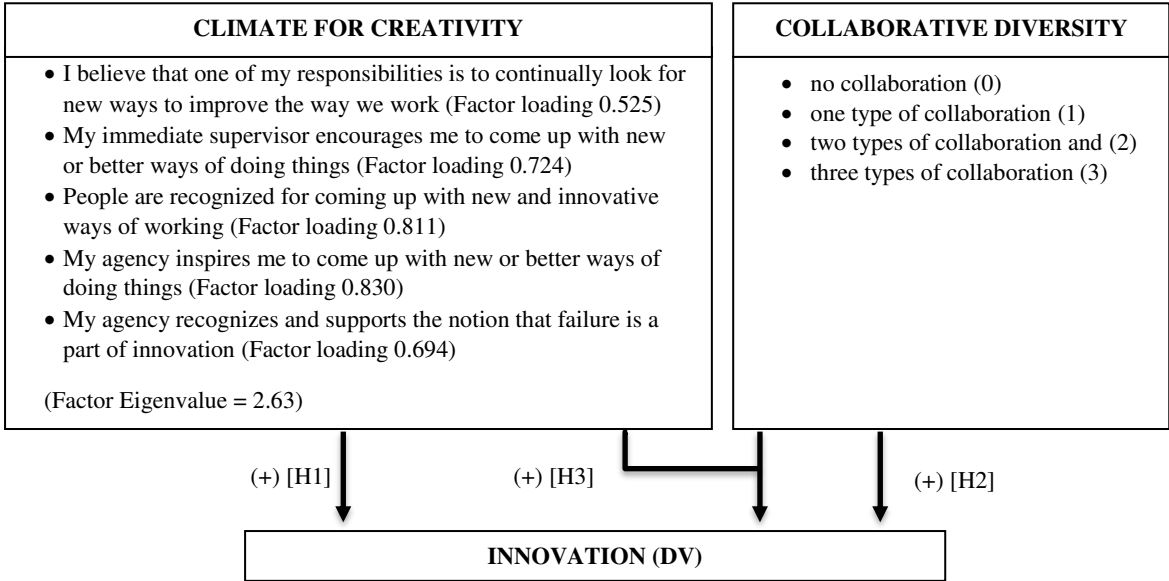 CLIMATE FOR CREATIVITY
• I believe that one of my responsibilities is to continually look for
new ways to improve the way we work (Factor loading 0.525)
• My immediate supervisor encourages me to come up with new
or better ways of doing things (Factor loading 0.724)
• People are recognized for coming up with new and innovative
ways of working (Factor loading 0.811)
• My agency inspires me to come up with new or better ways of
doing things (Factor loading 0.830)
• My agency recognizes and supports the notion that failure is a
part of innovation (Factor loading 0.694)
(Factor Eigenvalue = 2.63)
COLLABORATIVE DIVERSITY
• no collaboration (0)
• one type of collaboration (1)
• two types of collaboration and (2)
• three types of collaboration (3)
(+) [H1]
(+) [H3]
(+) [H2]
INNOVATION (DV)